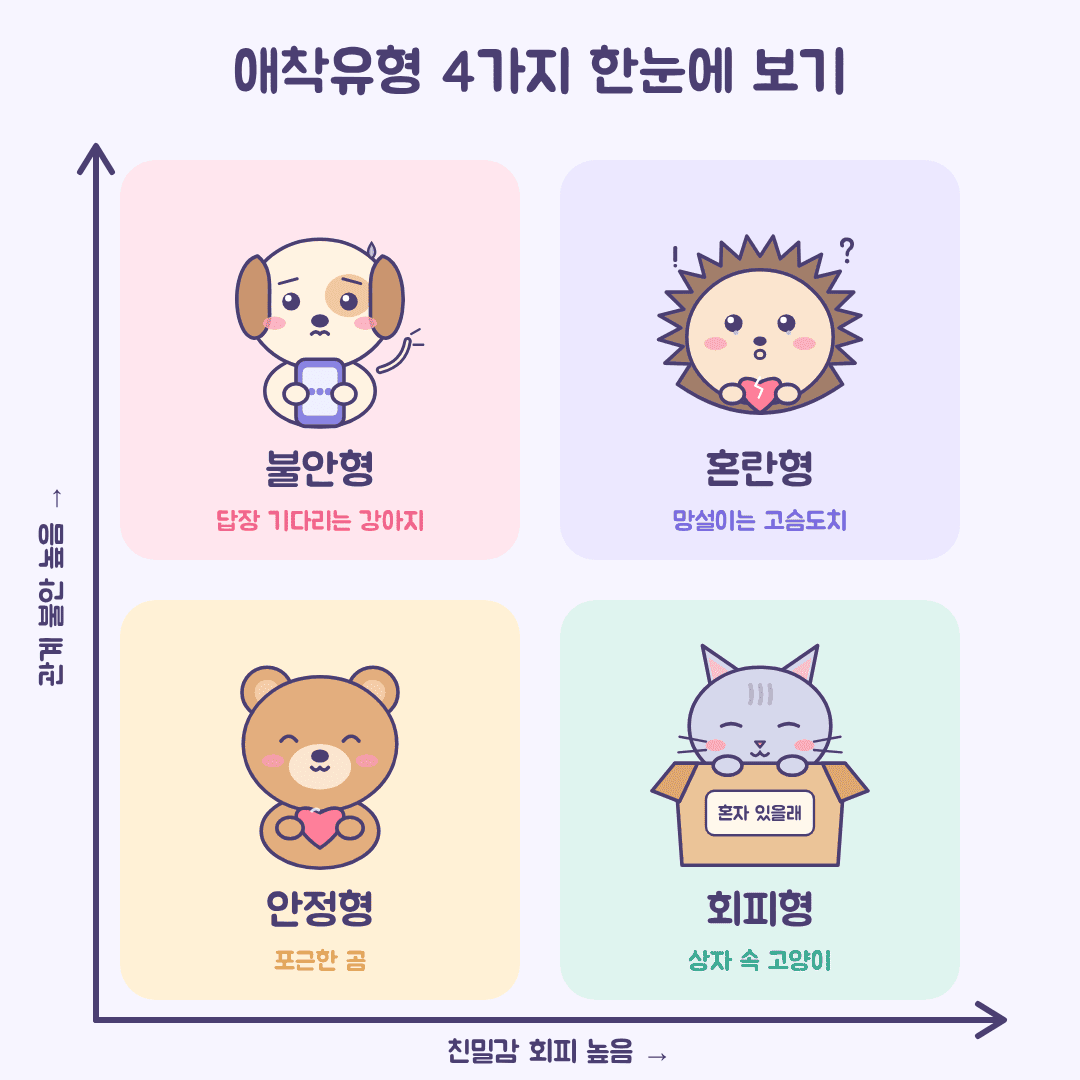 애착유형 4가지 한눈에 보기
!
?
불안형
답장 기다리는 강아지
혼란형
망설이는 고슴도치
관계 불안 높음 →
혼자 있을래
안정형
포근한 곰
회피형
상자 속 고양이
친밀감 회피 높음 →